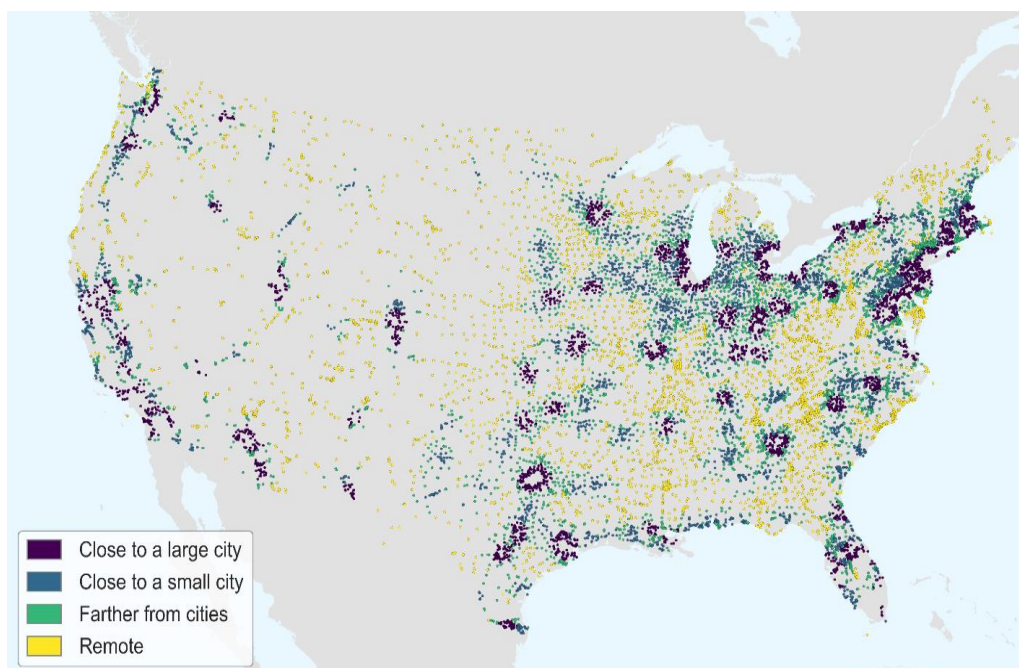 Close to a large city
Close to a small city
Farther from cities
Remote